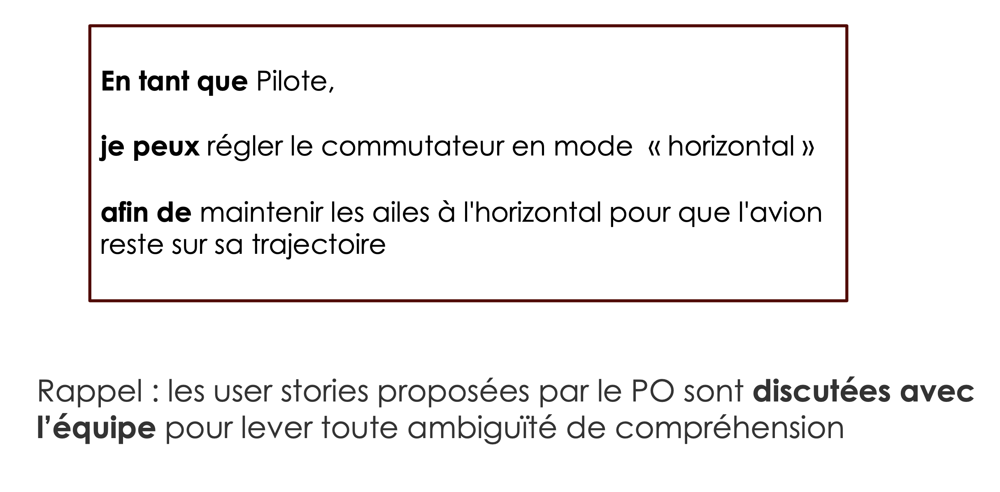 En tant que Pilote,
je peux régler le commutateur en mode  « horizontal »
afin de maintenir les ailes à l'horizontal pour que l'avion
reste sur sa trajectoire
Rappel : les user stories proposées par le PO sont discutées avec
l’équipe pour lever toute ambiguïté de compréhension